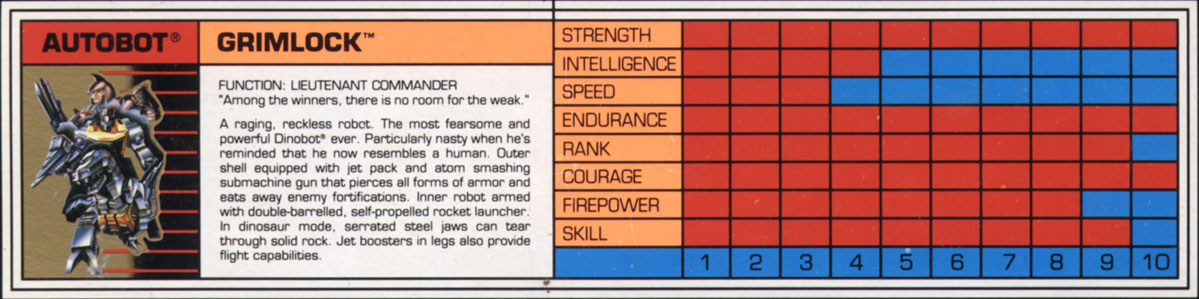 AUTOBOT®
GRIMLOCK™
FUNCTION: LIEUTENANT COMMANDER
"Among the winners, there is no room for the weak."
A raging, reckless robot. The most fearsome and
powerful Dinobot® ever. Particularly nasty when he's
reminded that he now resembles a human. Outer
shell equipped with jet pack and atom smashing
submachine gun that pierces all forms of armor and
eats away enemy fortifications. Inner robot armed
with double-barrelled, self-propelled rocket launcher.
In dinosaur mode, serrated steel jaws can tear
through solid rock. Jet boosters in legs also provide
flight capabilities.
STRENGTH
INTELLIGENCE
SPEED
ENDURANCE
RANK
COURAGE
FIREPOWER
SKILL
1 2 3 4 5 6 7 8 9 10